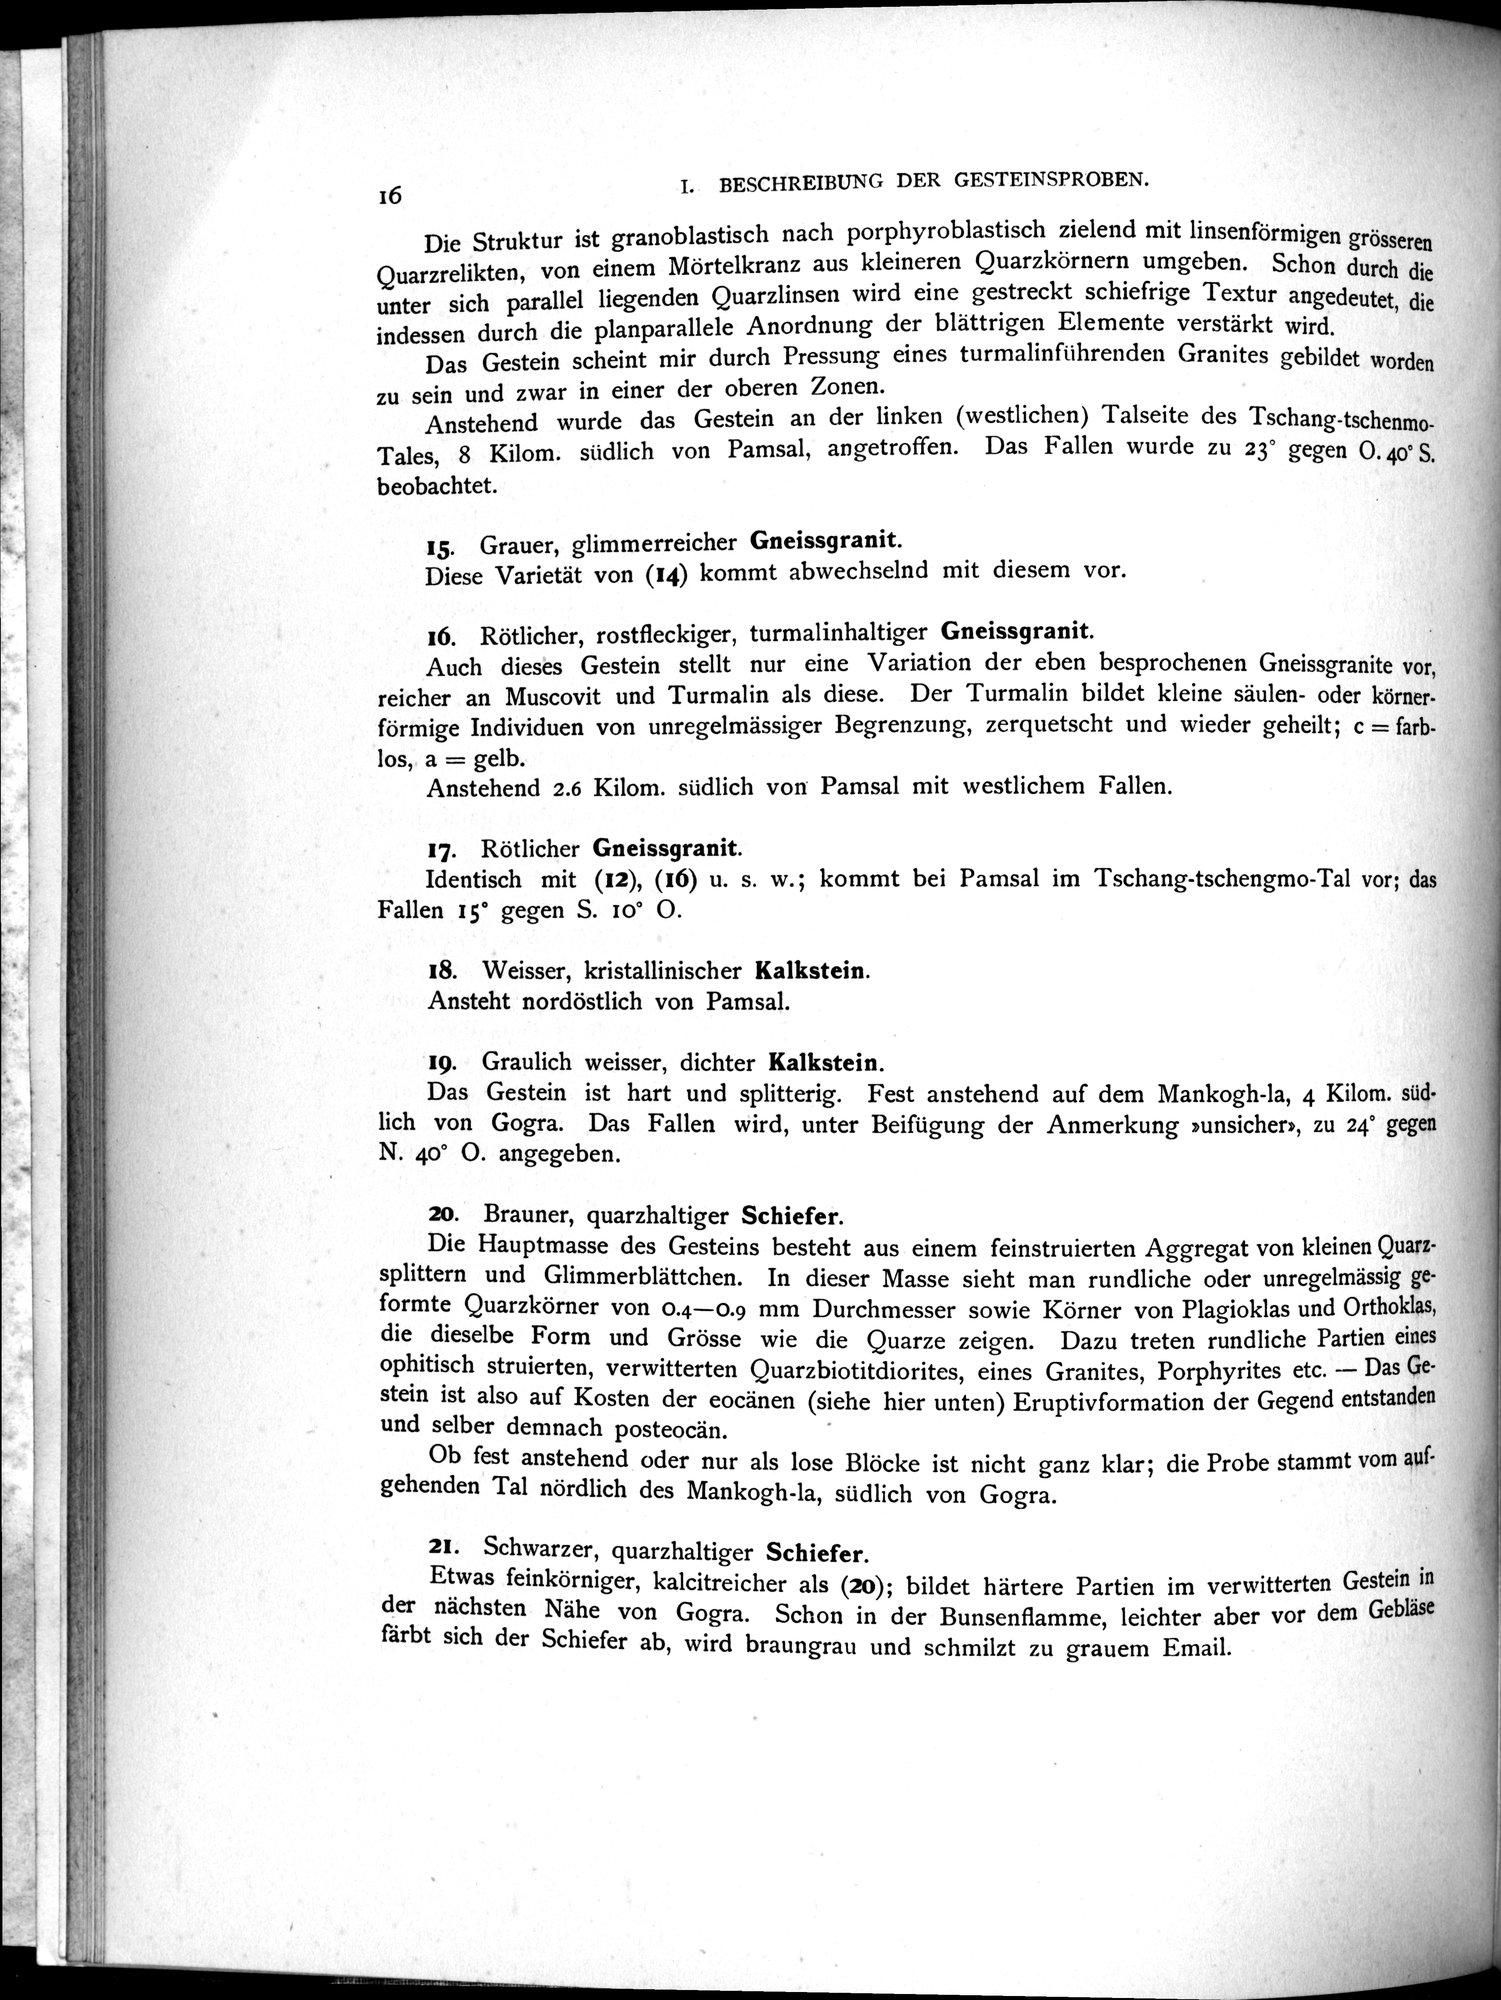 16
I. BESCHREIBUNG DER GESTEINSPROBEN.
Die Struktur ist granoblastisch nach porphyroblastisch zielend mit linsenförmigen grösseren
Quarzrelikten, von einem Mörtelkranz aus kleineren Quarzkörnern umgeben. Schon durch die
unter sich parallel liegenden Quarzlinsen wird eine gestreckt schiefrige Textur angedeutet, die
indessen durch die planparallele Anordnung der blättrigen Elemente verstärkt wird.
Das Gestein scheint mir durch Pressung eines turmalinführenden Granites gebildet worden
zu sein und zwar in einer der oberen Zonen.
Anstehend wurde das Gestein an der linken (westlichen) Talseite des Tschang-tschenmo-
Tales, 8 Kilom. südlich von Pamsal, angetroffen. Das Fallen wurde zu 23° gegen O. 40° S.
beobachtet.
15. Grauer, glimmerreicher Gneissgranit.
Diese Varietät von (14) kommt abwechselnd mit diesem vor.
16. Rötlicher, rostfleckiger, turmalinhaltiger Gneissgranit.
Auch dieses Gestein stellt nur eine Variation der eben besprochenen Gneissgranite vor,
reicher an Muscovit und Turmalin als diese. Der Turmalin bildet kleine säulen- oder körner-
förmige Individuen von unregelmässiger Begrenzung, zerquetscht und wieder geheilt; c = farb-
los, a = gelb.
Anstehend 2.6 Kilom. südlich von Pamsal mit westlichem Fallen.
17. Rötlicher Gneissgranit.
Identisch mit (12), (16) u. s. w.; kommt bei Pamsal im Tschang-tschengmo-Tal vor; das
Fallen 15° gegen S. 10° O.
18. Weisser, kristallinischer Kalkstein.
Ansteht nordöstlich von Pamsal.
19. Graulich weisser, dichter Kalkstein.
Das Gestein ist hart und splitterig. Fest anstehend auf dem Mankogh-la, 4 Kilom. süd-
lich von Gogra. Das Fallen wird, unter Beifügung der Anmerkung »unsicher», zu 24° gegen
N. 40° O. angegeben.
20. Brauner, quarzhaltiger Schiefer.
Die Hauptmasse des Gesteins besteht aus einem feinstruierten Aggregat von kleinen Quarz-
splittern und Glimmerblättchen. In dieser Masse sieht man rundliche oder unregelmässig ge-
formte Quarzkörner von 0.4—0.9 mm Durchmesser sowie Körner von Plagioklas und Orthoklas,
die dieselbe Form und Grösse wie die Quarze zeigen. Dazu treten rundliche Partien eines
ophitisch struierten, verwitterten Quarzbiotitdiorites, eines Granites, Porphyrites etc. — Das Ge-
stein ist also auf Kosten der eocänen (siehe hier unten) Eruptivformation der Gegend entstanden
und selber demnach posteocän.
Ob fest anstehend oder nur als lose Blöcke ist nicht ganz klar; die Probe stammt vom auf-
gehenden Tal nördlich des Mankogh-la, südlich von Gogra.
21. Schwarzer, quarzhaltiger Schiefer.
Etwas feinkörniger, kalcitreicher als (20); bildet härtere Partien im verwitterten Gestein in
der nächsten Nähe von Gogra. Schon in der Bunsenflamme, leichter aber vor dem Gebläse
färbt sich der Schiefer ab, wird braungrau und schmilzt zu grauem Email.